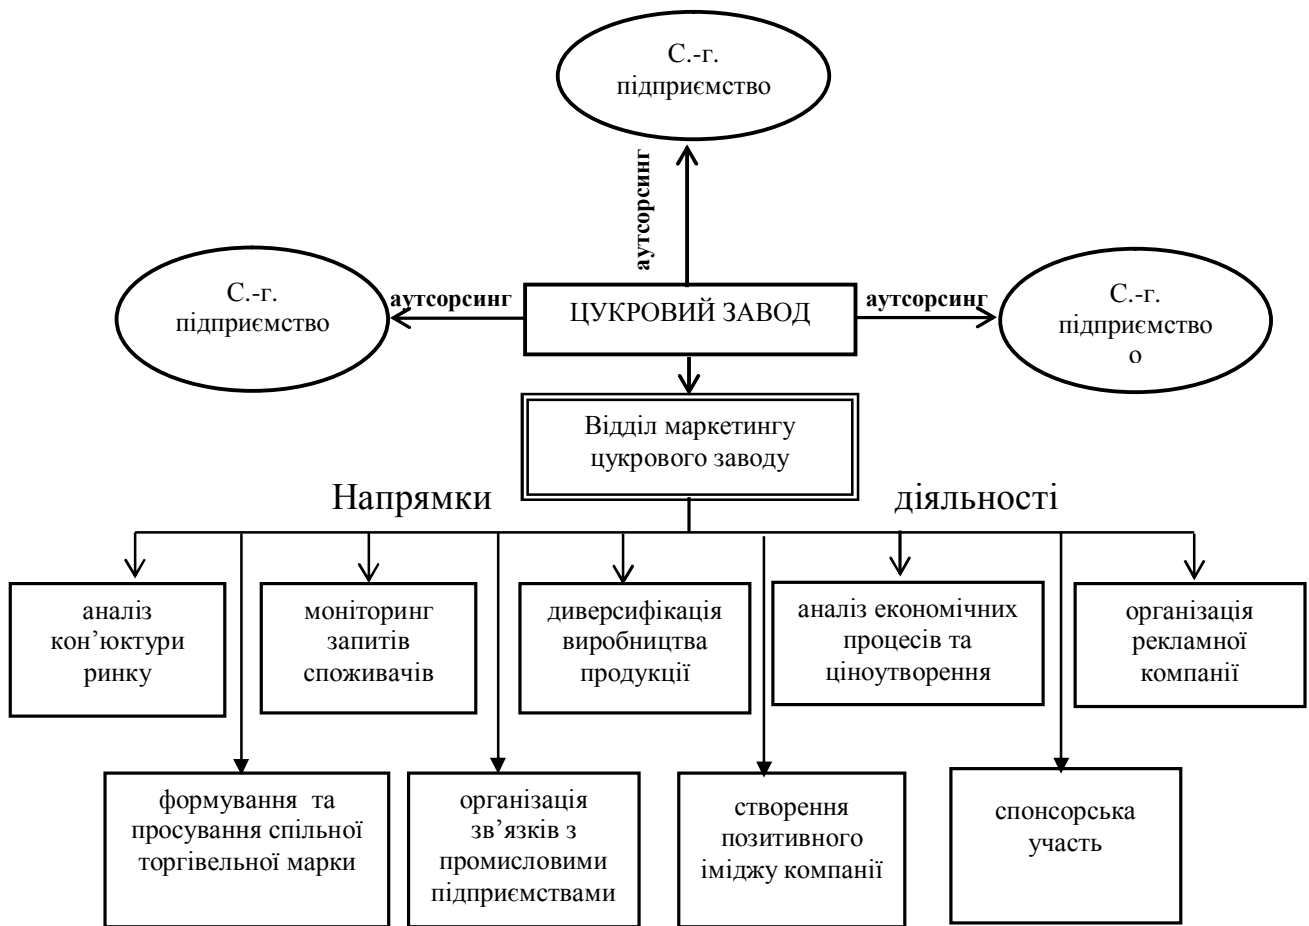 С.-г.
підприємство
аутсорсинг
С.-г.
підприємство
аутсорсинг
ЦУКРОВИЙ ЗАВОД
аутсорсинг
С.-г.
підприємство
о
Відділ маркетингу
цукрового заводу
Напрямки діяльності
аналіз
кон’юктури
ринку
моніторинг
запитів
споживачів
диверсифікація
виробництва
продукції
аналіз економічних
процесів та
ціноутворення
організація
рекламної
компанії
формування та
просування спільної
торгівельної марки
організація
зв’язків з
промисловими
підприємствами
створення
позитивного
іміджу компанії
спонсорська
участь